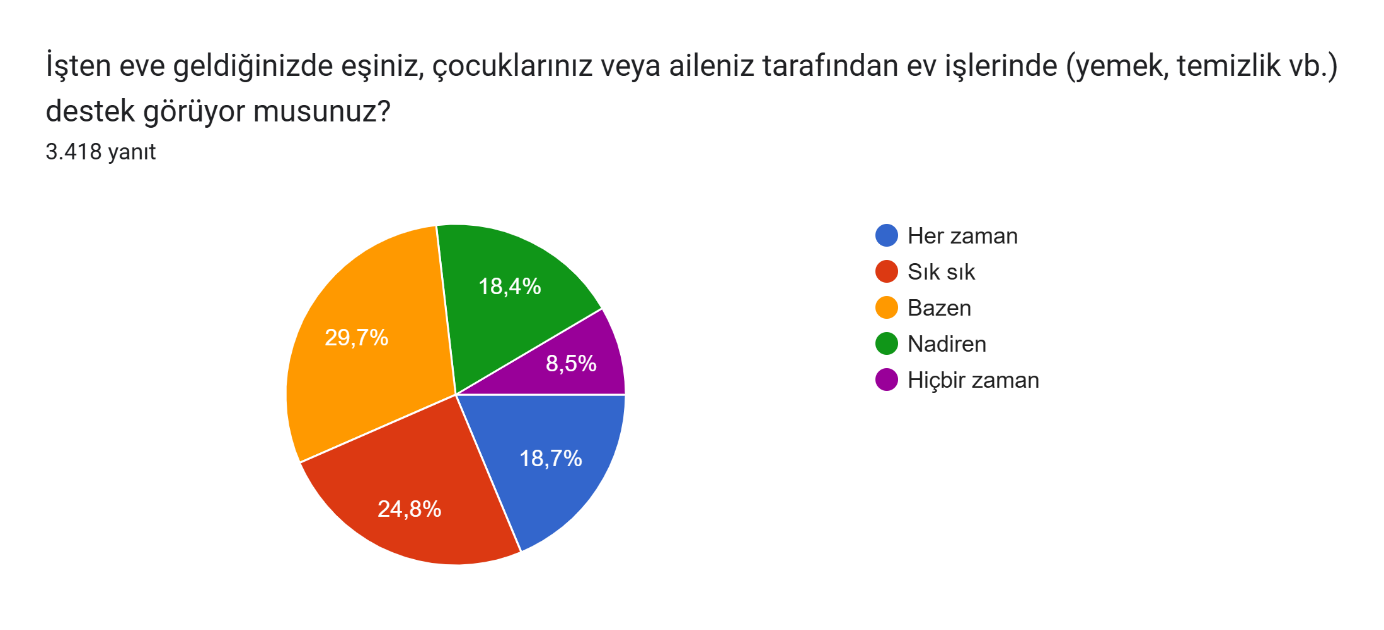 İşten eve geldiğinizde eşiniz, çocuklarınız veya aileniz tarafından ev işlerinde (yemek, temizlik vb.)
destek görüyor musunuz?
3.418 yanıt
Her zaman
Sık sık
Bazen
Nadiren
Hiçbir zaman
18,4%
29,7%
8,5%
18,7%
24,8%